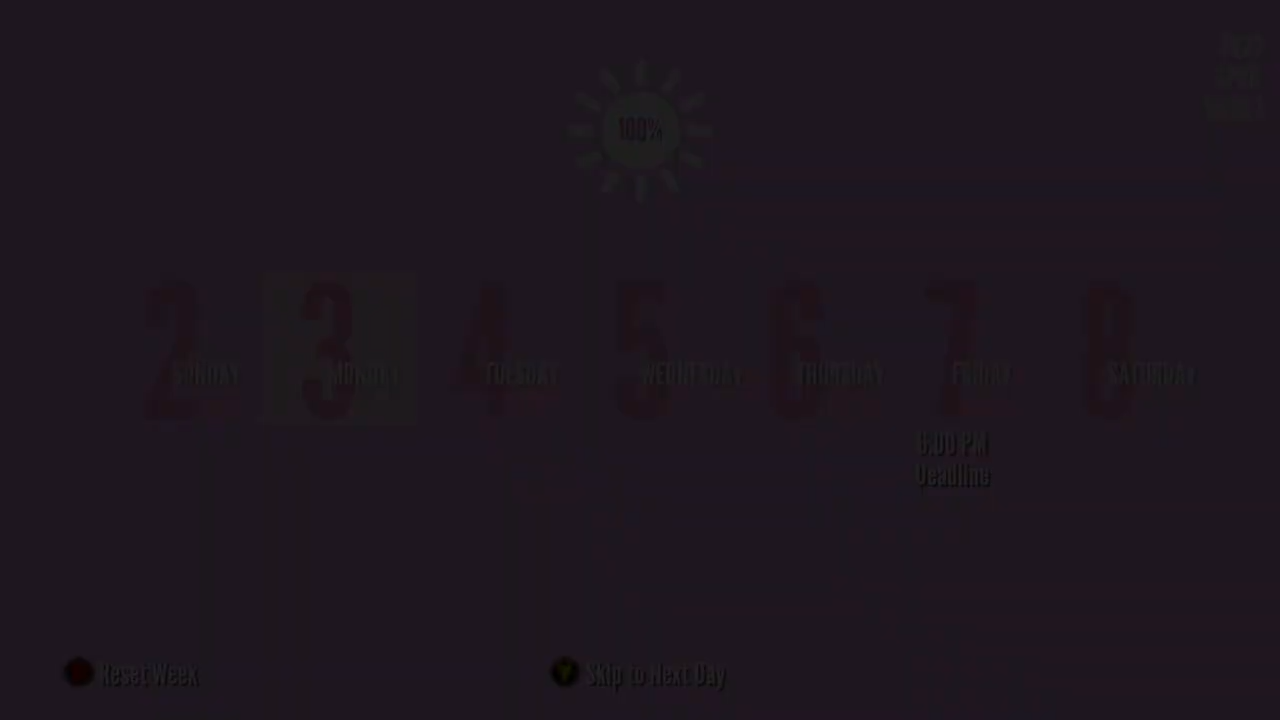 100%
2 SUNDAY
3 MONDAY
4 TUESDAY
5 WEDNESDAY
6 THURSDAY
7 FRIDAY
8 SATURDAY
6:00 PM
Deadline
Reset Week
Y Skip to Next Day